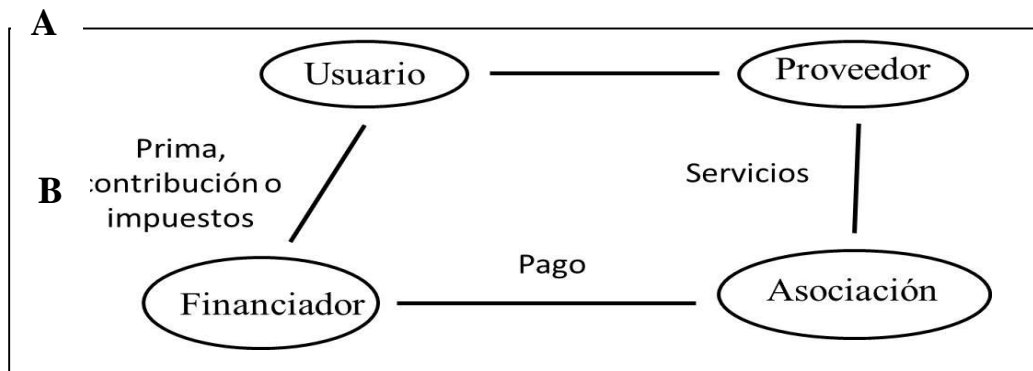 A
Usuario
Proveedor
Prima,
contribución o
impuestos
Servicios
B
Pago
Financiador
Asociación